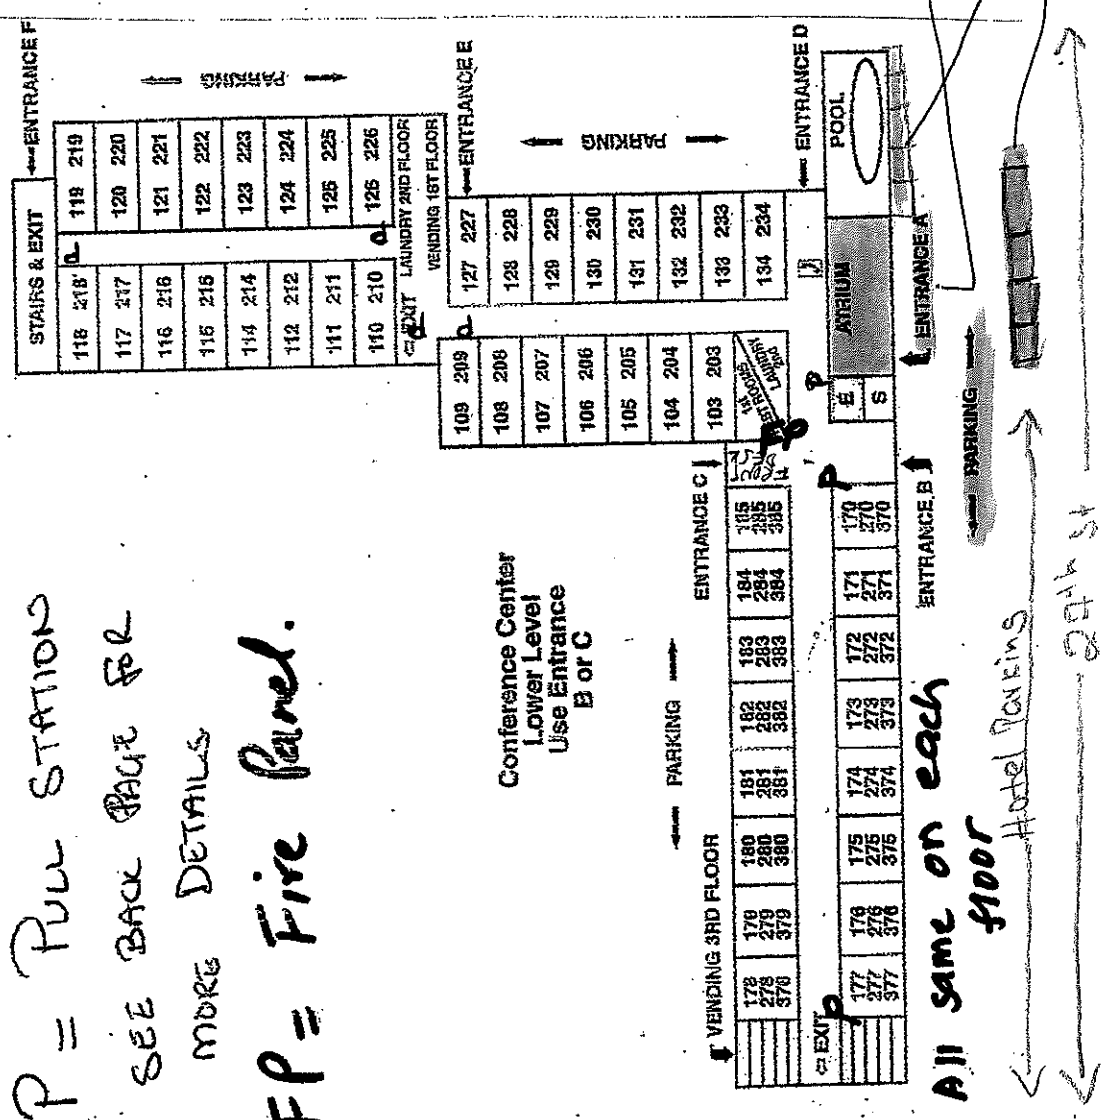 P = PULL STATION
SEE BACK PAGE FOR
MORE DETAILS
FP = Fire Panel.
STAIRS & EXIT
ENTRANCE F
118 218
117 217
116 216
115 215
114 214
112 212
111 211
110 210
119 219
120 220
121 221
122 222
123 223
124 224
125 225
126 226
PARKING
EXIT
LAUNDRY 2ND FLOOR
VENDING 1ST FLOOR
ENTRANCE E
109 209
108 208
107 207
106 206
105 205
104 204
103 203
127 227
128 228
129 229
130 230
131 231
132 232
133 233
134 234
PARKING
ENTRANCE D
REST ROOMS 1st
LAUNDRY 2nd
P
E
S
ATRIUM
POOL
ENTRANCE A
Conference Center
Lower Level
Use Entrance
B or C
ENTRANCE C
PARKING
VENDING 3RD FLOOR
178 179 180 181 182 183 184 185
278 279 280 281 282 283 284 285
378 379 380 381 382 383 384 385
P
EXIT
P
177 176 175 174 173 172 171 170
277 276 275 274 273 272 271 270
377 376 375 374 373 372 371 370
ENTRANCE B
PARKING
All same on each
floor
Hotel Parking
27th St